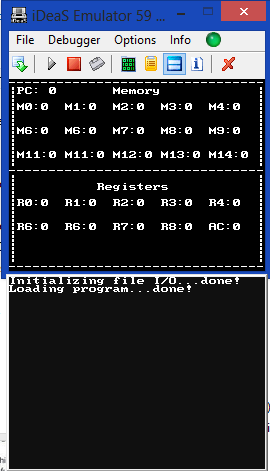 iDeaS Emulator 59 ...
File Debugger Options Info
PC: 0 Memory
M0:0 M1:0 M2:0 M3:0 M4:0
M6:0 M6:0 M7:0 M8:0 M9:0
M11:0 M11:0 M12:0 M13:0 M14:0
Registers
R0:0 R1:0 R2:0 R3:0 R4:0
R6:0 R6:0 R7:0 R8:0 AC:0
Initializing file I/O...done!
Loading program...done!